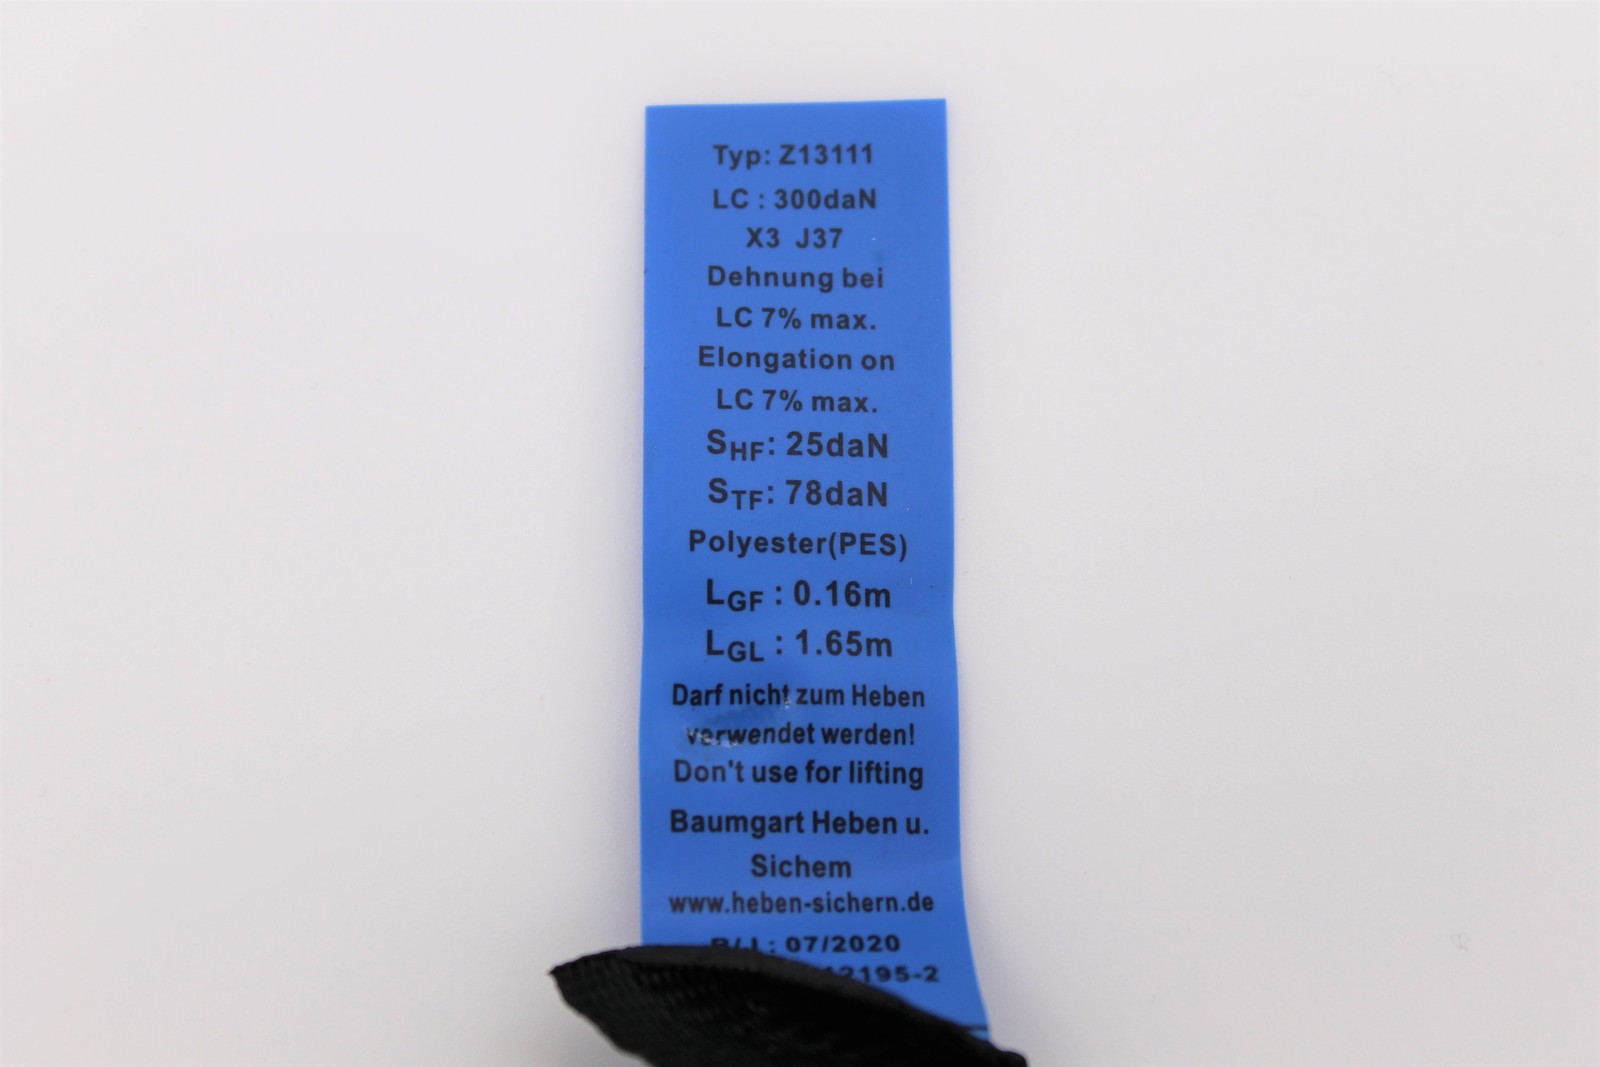 Typ: Z13111
LC : 300daN
X3 J37
Dehnung bei
LC 7% max.
Elongation on
LC 7% max.
SHF: 25daN
STF: 78daN
Polyester(PES)
LGF : 0.16m
LGL : 1.65m
Darf nicht zum Heben
verwendet werden!
Don't use for lifting
Baumgart Heben u.
Sichem
www.heben-sichern.de
07/2020
12195-2